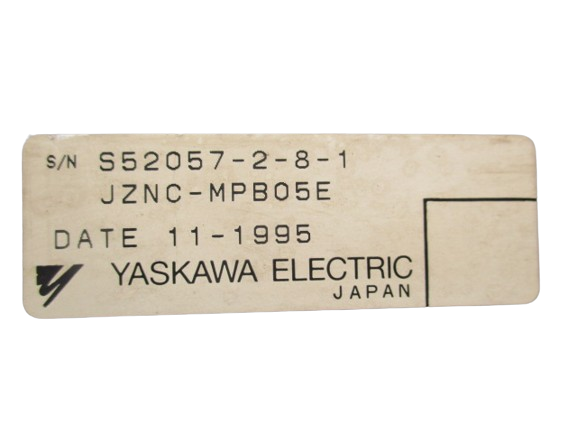 S/N S52057-2-8-1
JZNC-MPB05E
DATE 11-1995
YASKAWA ELECTRIC
JAPAN